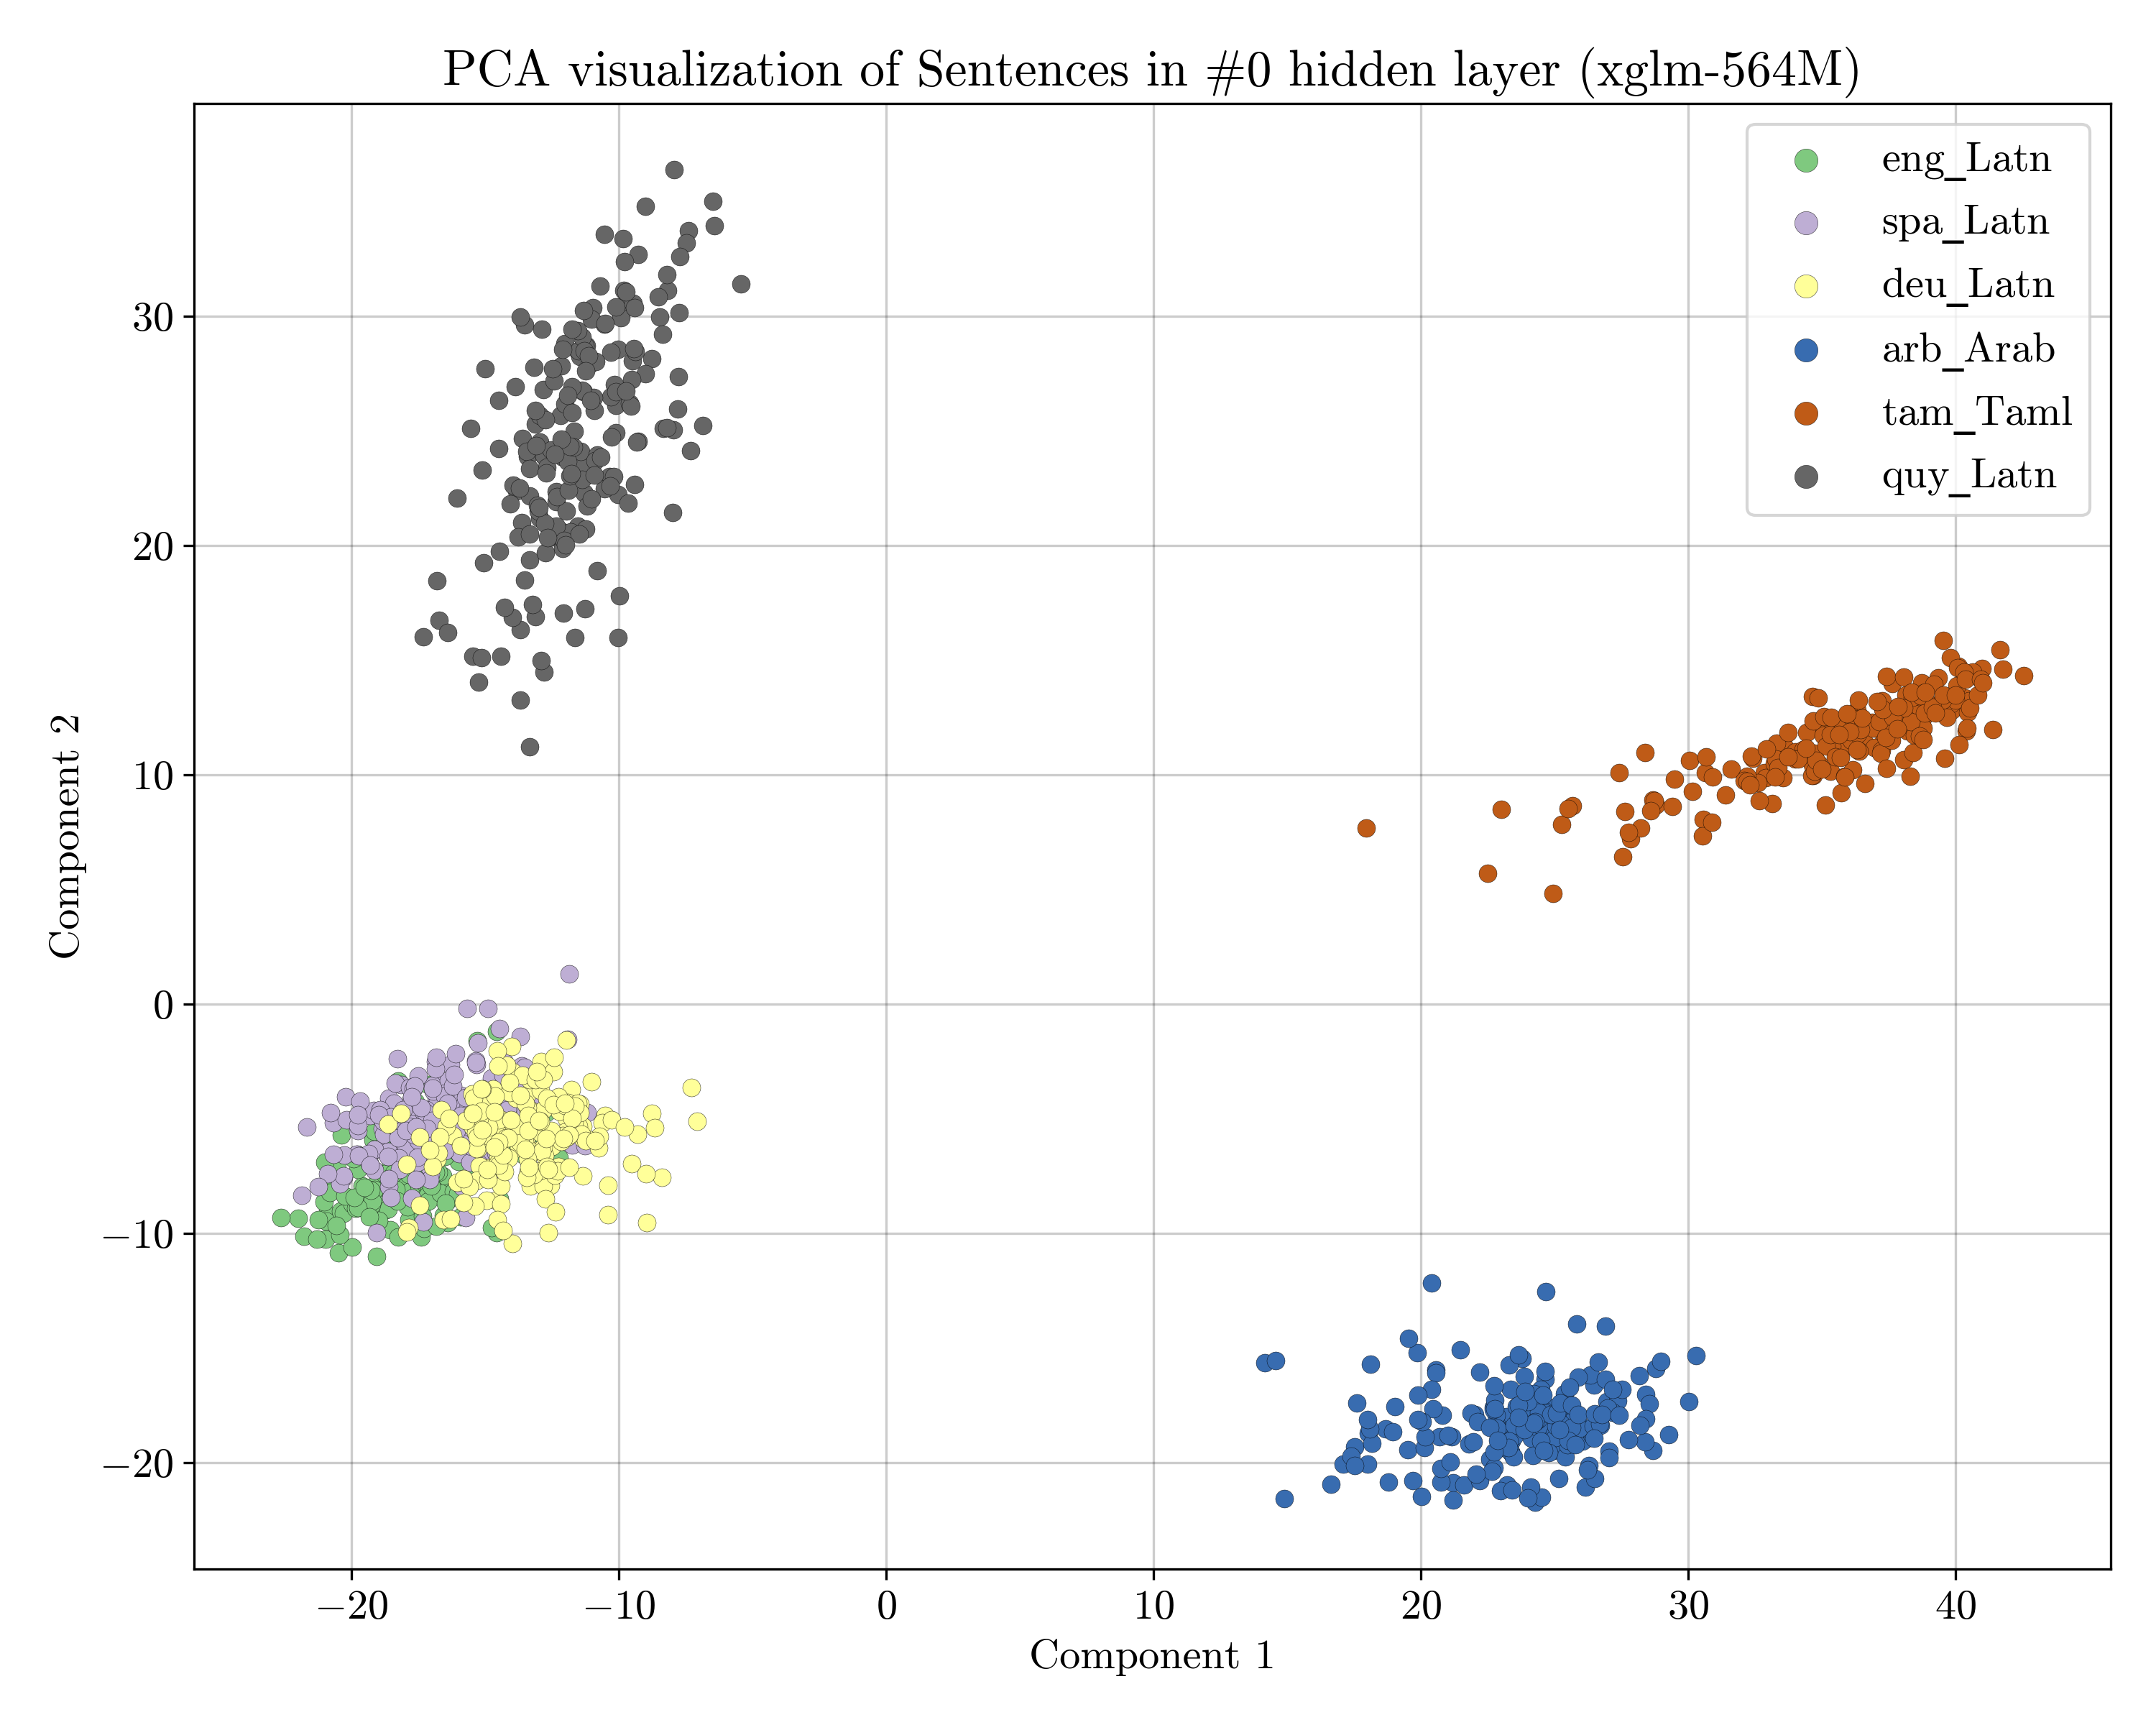 PCA visualization of Sentences in #0 hidden layer (xglm-564M)
eng_Latn
spa_Latn
deu_Latn
arb_Arab
tam_Taml
quy_Latn
30
20
10
0
−10
−20
Component 2
−20 −10 0 10 20 30 40
Component 1